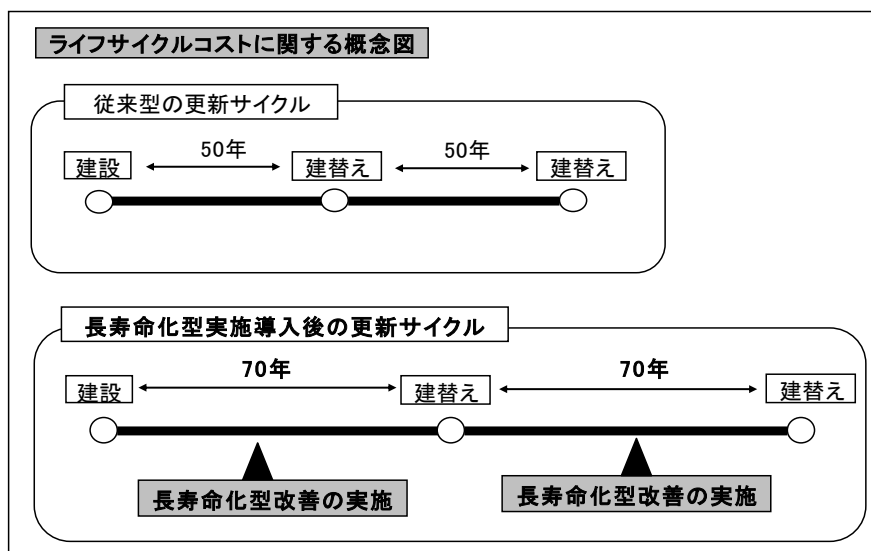 ライフサイクルコストに関する概念図
従来型の更新サイクル
50年 50年
建設 建替え 建替え
長寿命化型実施導入後の更新サイクル
70年 70年
建設 建替え 建替え
長寿命化型改善の実施 長寿命化型改善の実施